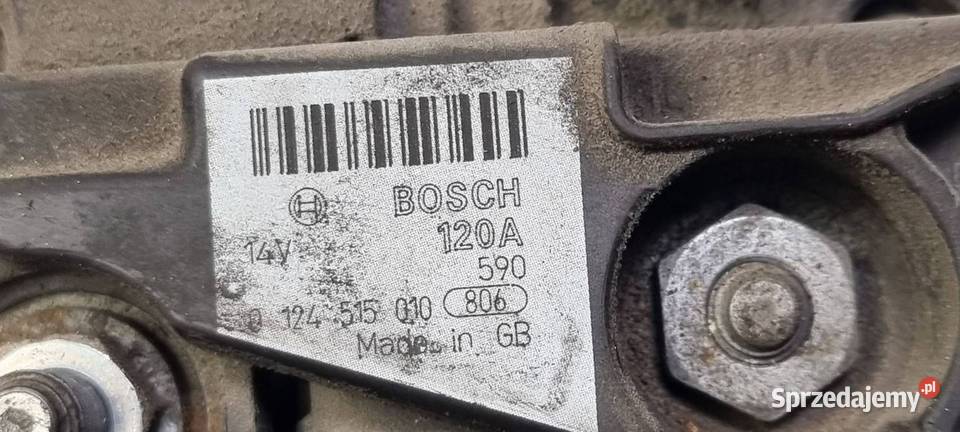 BOSCH
14V 120A
590
0 124 515 010 806
Made in GB
Sprzedajemy.pl